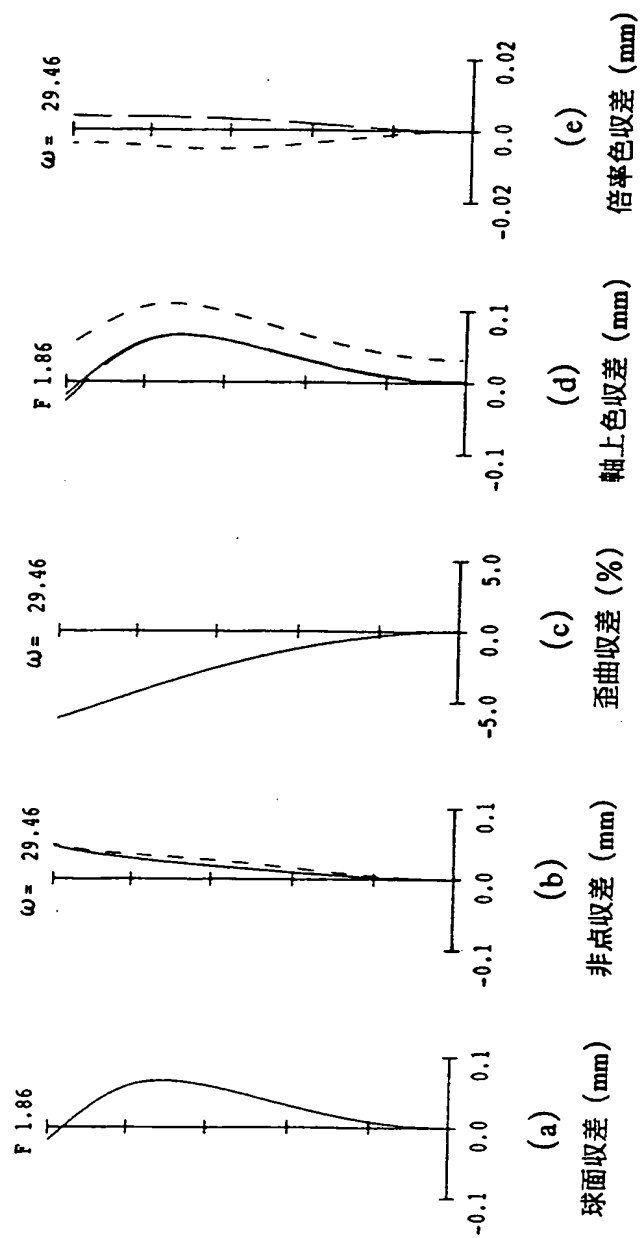 F 1.86
-0.1 0.0 0.1
(a)
球面収差 (mm)
ω= 29.46
-0.1 0.0 0.1
(b)
非点収差 (mm)
ω= 29.46
-5.0 0.0 5.0
(c)
歪曲収差 (%)
F 1.86
-0.1 0.0 0.1
(d)
軸上色収差 (mm)
ω= 29.46
-0.02 0.0 0.02
(e)
倍率色収差 (mm)